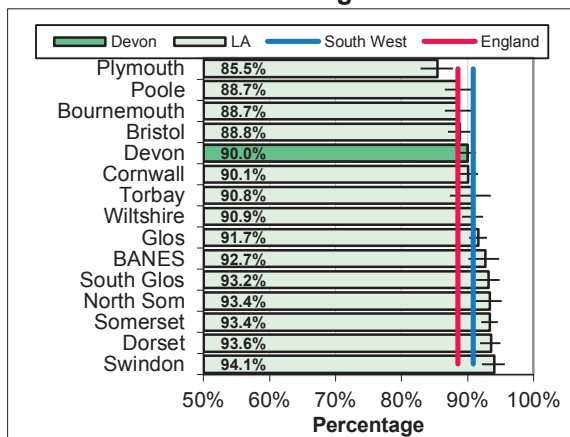 Devon LA South West England
Plymouth 85.5%
Poole 88.7%
Bournemouth 88.7%
Bristol 88.8%
Devon 90.0%
Cornwall 90.1%
Torbay 90.8%
Wiltshire 90.9%
Glos 91.7%
BANES 92.7%
South Glos 93.2%
North Som 93.4%
Somerset 93.4%
Dorset 93.6%
Swindon 94.1%
50% 60% 70% 80% 90% 100%
Percentage